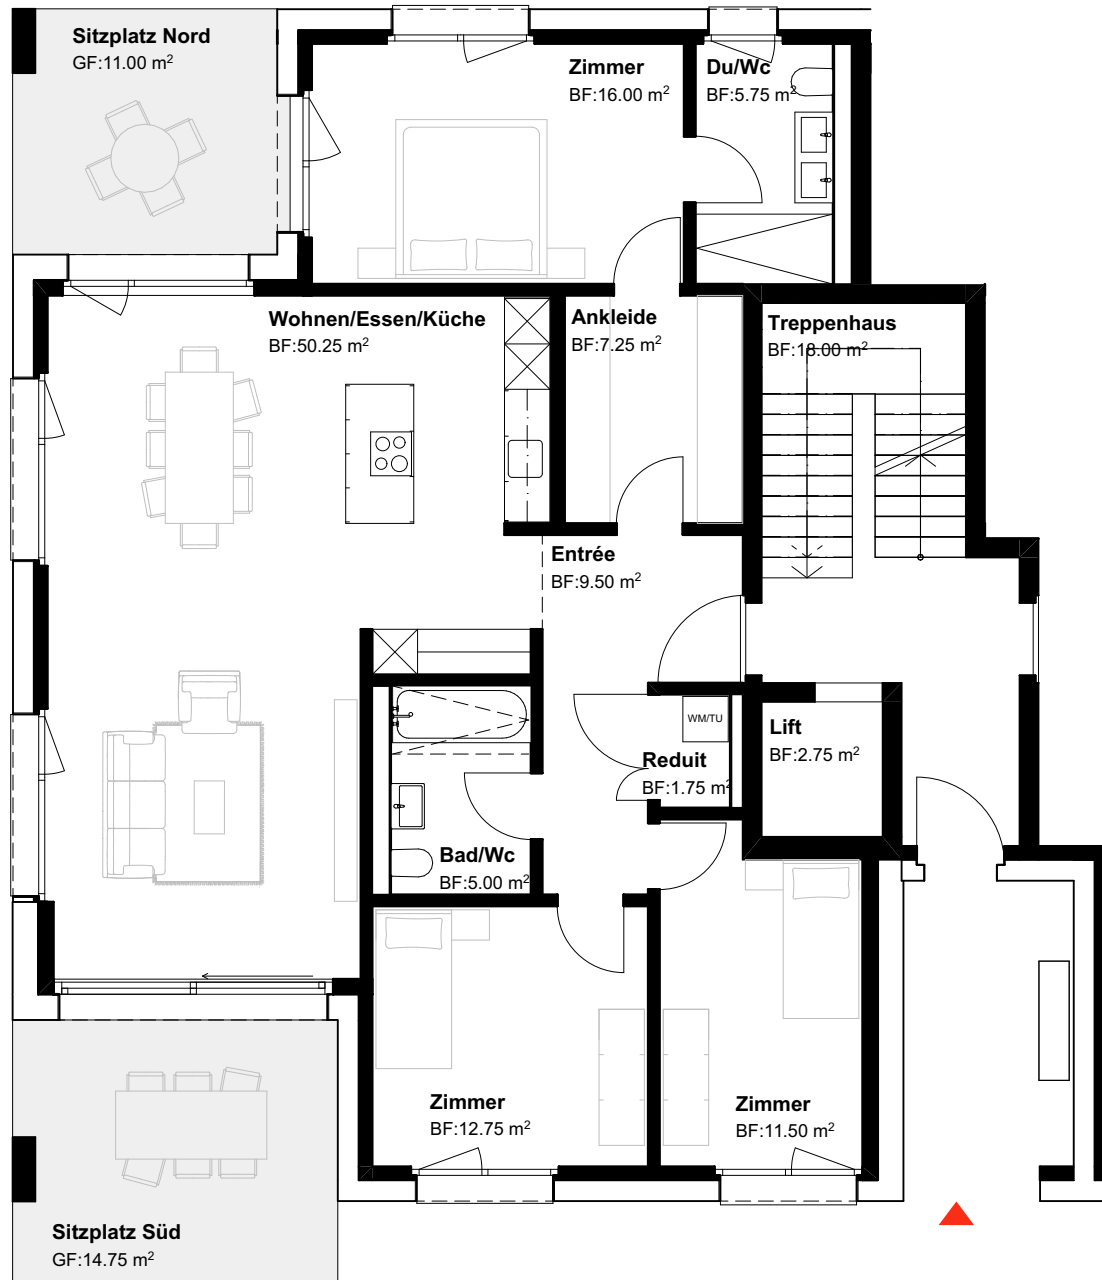 Sitzplatz Nord
GF:11.00 m²
Zimmer
BF:16.00 m²
Du/Wc
BF:5.75 m²
Wohnen/Essen/Küche
BF:50.25 m²
Ankleide
BF:7.25 m²
Treppenhaus
BF:18.00 m²
Entrée
BF:9.50 m²
WM/TU
Reduit
BF:1.75 m²
Lift
BF:2.75 m²
Bad/Wc
BF:5.00 m²
Zimmer
BF:12.75 m²
Zimmer
BF:11.50 m²
Sitzplatz Süd
GF:14.75 m²